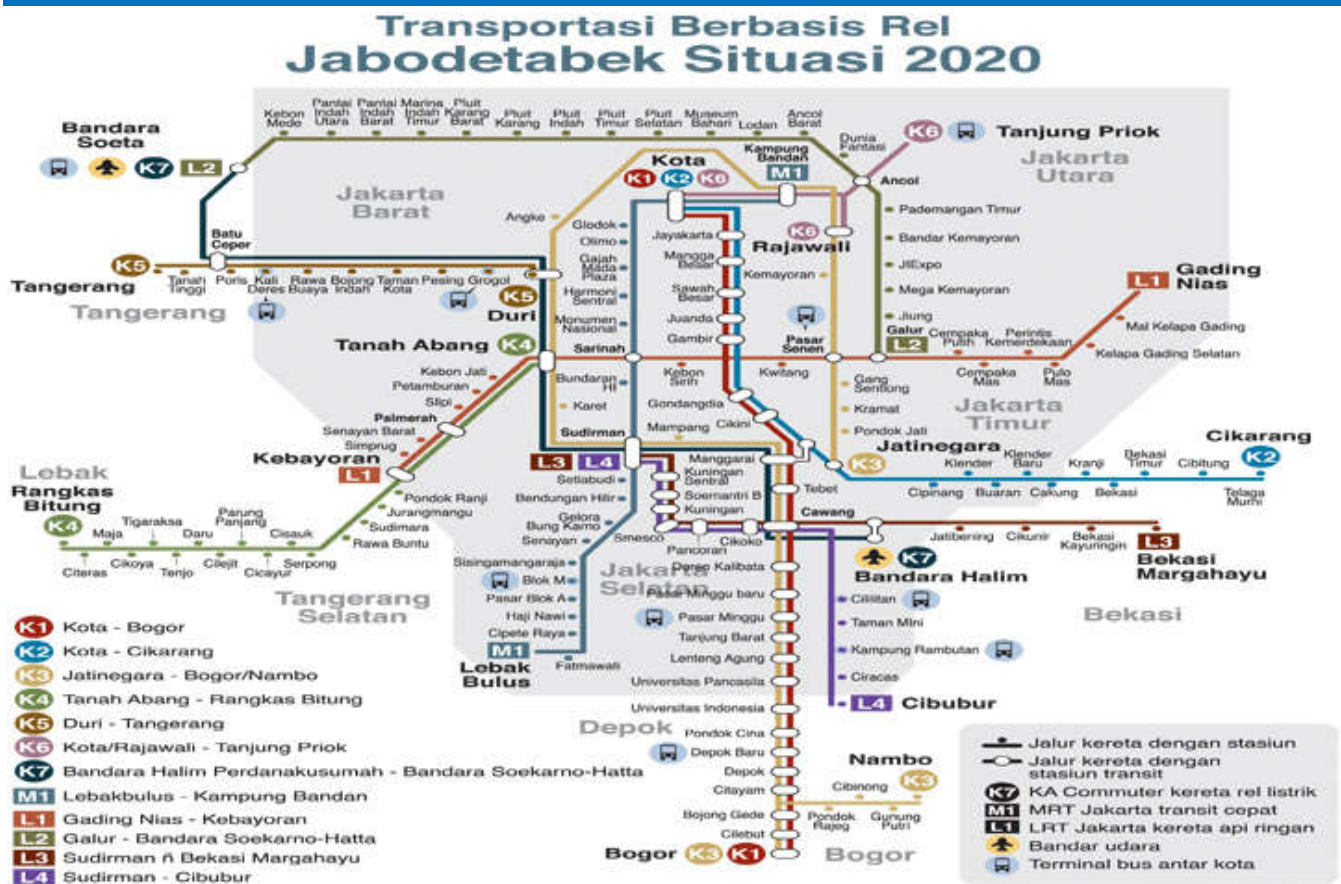 Transportasi Berbasis Rel
Jabodetabek Situasi 2020
Kebon Mede
Pantai Indah Utara
Pantai Indah Barat
Marina Indah Timur
Pluit Karang Barat
Pluit Karang
Pluit Indah
Pluit Timur
Pluit Selatan
Museum Bahari
Lodan
Ancol Barat
Dunia Fantasi
K6 Tanjung Priok
Bandara Soeta
K7 L2
Jakarta Utara
Jakarta Barat
Kota
K1 K2 K6
Kampung Bandan
M1
Ancol
Pademangan Timur
Bandar Kemayoran
JIExpo
Mega Kemayoran
Jiung
Galur
L2
Angke
Glodok
Olimo
Gajah Mada Plaza
Harmoni Sentral
Monumen Nasional
Sarinah
Bundaran HI
Karet
Sudirman
Jayakarta
Mangga Besar
Sawah Besar
Juanda
Gambir
K6
Rajawali
Kemayoran
Pasar Senen
Batu Ceper
K5
Tangerang
Tangerang
Tanah Tinggi
Poris
Kali Deres
Rawa Buaya
Bojong Indah
Taman Kota
Pesing
Grogol
K5
Duri
L1 Gading Nias
Mal Kelapa Gading
Kelapa Gading Selatan
Cempaka Putih
Perintis Kemerdekaan
Cempaka Mas
Pulo Mas
Tanah Abang K4
Kebon Jati
Petamburan
Slipi
Palmerah
Senayan Barat
Simprug
Kebayoran
L1
Kebon Sirih
Kwitang
Gang Sentiong
Kramat
Pondok Jati
Jakarta Timur
Gondangdia
Cikini
Mampang
Manggarai
Jatinegara
K3
Cikarang
K2
Klender
Klender Baru
Kranji
Bekasi Timur
Cibitung
Cipinang
Buaran
Cakung
Bekasi
Telaga Murni
Lebak
Rangkas Bitung
K4
Maja
Tigaraksa
Daru
Parung Panjang
Cisauk
Citeras
Cikoya
Tenjo
Cilejit
Cicayur
Serpong
Pondok Ranji
Jurangmangu
Sudimara
Rawa Buntu
Tangerang Selatan
L3 L4
Setiabudi
Bendungan Hilir
Gelora Bung Karno
Senayan
Sisingamangaraja
Blok M
Pasar Blok A
Haji Nawi
Cipete Raya
M1
Lebak Bulus
Fatmawati
Kuningan Sentral
Soemantri B
Kuningan
Smesco
Pancoran
Cikoko
Tebet
Cawang
Jatibening
Cikunir
Bekasi Kayuringin
L3
Bekasi Margahayu
K7
Bandara Halim
Bekasi
Jakarta Selatan
Duren Kalibata
Pasar Minggu baru
Pasar Minggu
Tanjung Barat
Lenteng Agung
Universitas Pancasila
Universitas Indonesia
Depok
Pondok Cina
Depok Baru
Depok
Citayam
Bojong Gede
Cilebut
Bogor K3 K1
Bogor
Cililitan
Taman Mini
Kampung Rambutan
Ciracas
L4 Cibubur
Nambo
K3
Cibinong
Pondok Rajeg
Gunung Putri
K1 Kota - Bogor
K2 Kota - Cikarang
K3 Jatinegara - Bogor/Nambo
K4 Tanah Abang - Rangkas Bitung
K5 Duri - Tangerang
K6 Kota/Rajawali - Tanjung Priok
K7 Bandara Halim Perdanakusumah - Bandara Soekarno-Hatta
M1 Lebakbulus - Kampung Bandan
L1 Gading Nias - Kebayoran
L2 Galur - Bandara Soekarno-Hatta
L3 Sudirman ñ Bekasi Margahayu
L4 Sudirman - Cibubur
Jalur kereta dengan stasiun
Jalur kereta dengan
stasiun transit
K7 KA Commuter kereta rel listrik
M1 MRT Jakarta transit cepat
L1 LRT Jakarta kereta api ringan
Bandar udara
Terminal bus antar kota